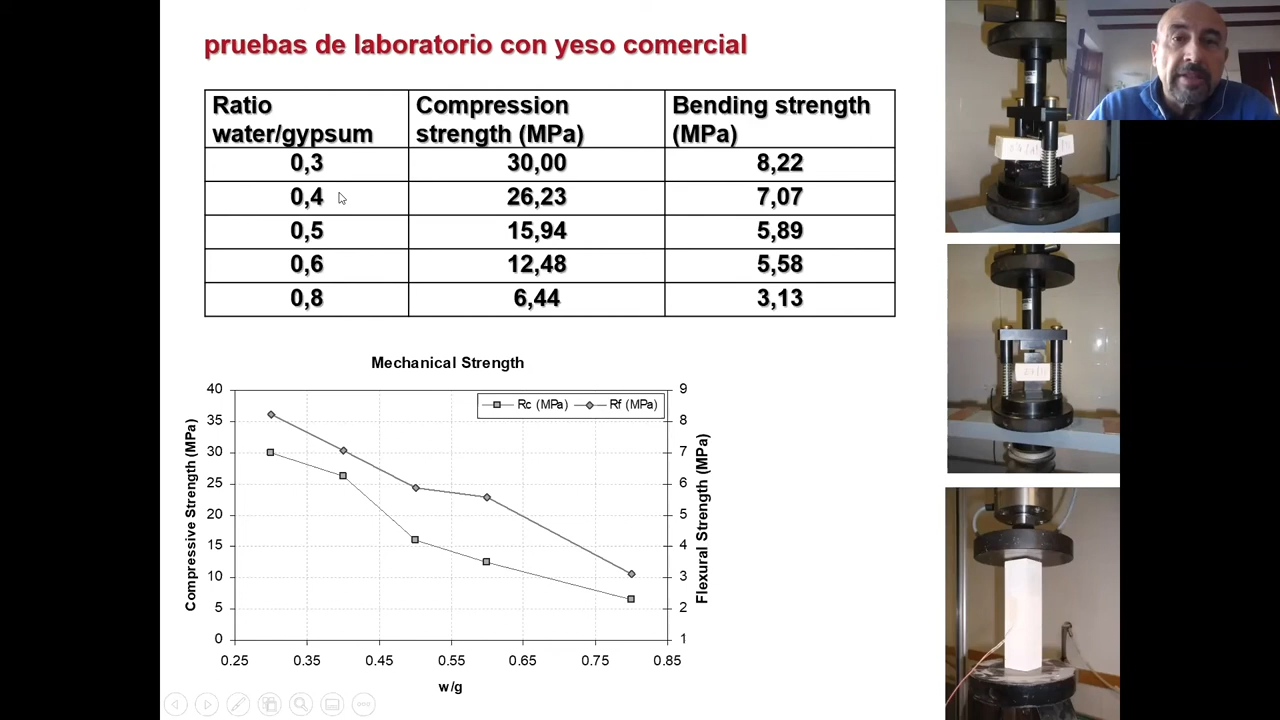 pruebas de laboratorio con yeso comercial
Ratio water/gypsum
Compression strength (MPa)
Bending strength (MPa)
0,3 30,00 8,22
0,4 26,23 7,07
0,5 15,94 5,89
0,6 12,48 5,58
0,8 6,44 3,13
Mechanical Strength
Rc (MPa) Rf (MPa)
Compressive Strength (MPa)
40
35
30
25
20
15
10
5
0
9
8
7
6
5
4
3
2
1
Flexural Strength (MPa)
0.25 0.35 0.45 0.55 0.65 0.75 0.85
w/g